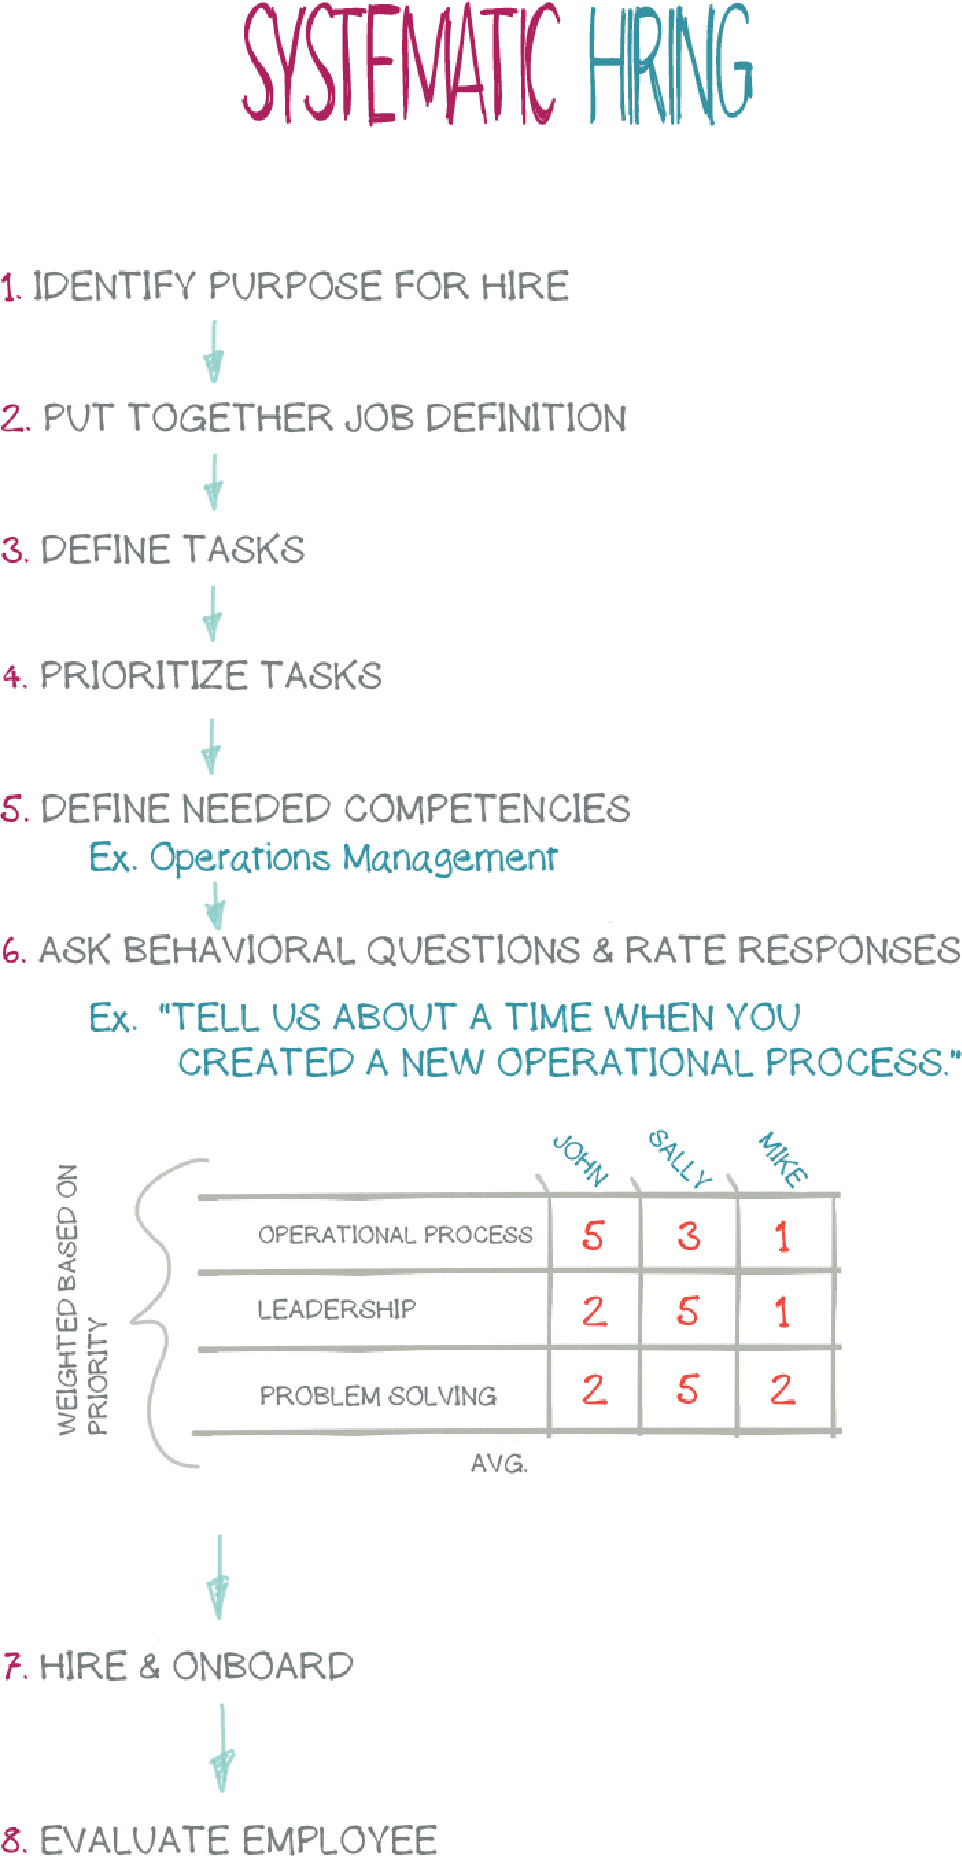 SYSTEMATIC HIRING
1. IDENTIFY PURPOSE FOR HIRE
2. PUT TOGETHER JOB DEFINITION
3. DEFINE TASKS
4. PRIORITIZE TASKS
5. DEFINE NEEDED COMPETENCIES
Ex. Operations Management
6. ASK BEHAVIORAL QUESTIONS & RATE RESPONSES
Ex. "TELL US ABOUT A TIME WHEN YOU
CREATED A NEW OPERATIONAL PROCESS."
JOHN SALLY MIKE
WEIGHTED BASED ON
PRIORITY
OPERATIONAL PROCESS 5 3 1
LEADERSHIP 2 5 1
PROBLEM SOLVING 2 5 2
AVG.
7. HIRE & ONBOARD
8. EVALUATE EMPLOYEE